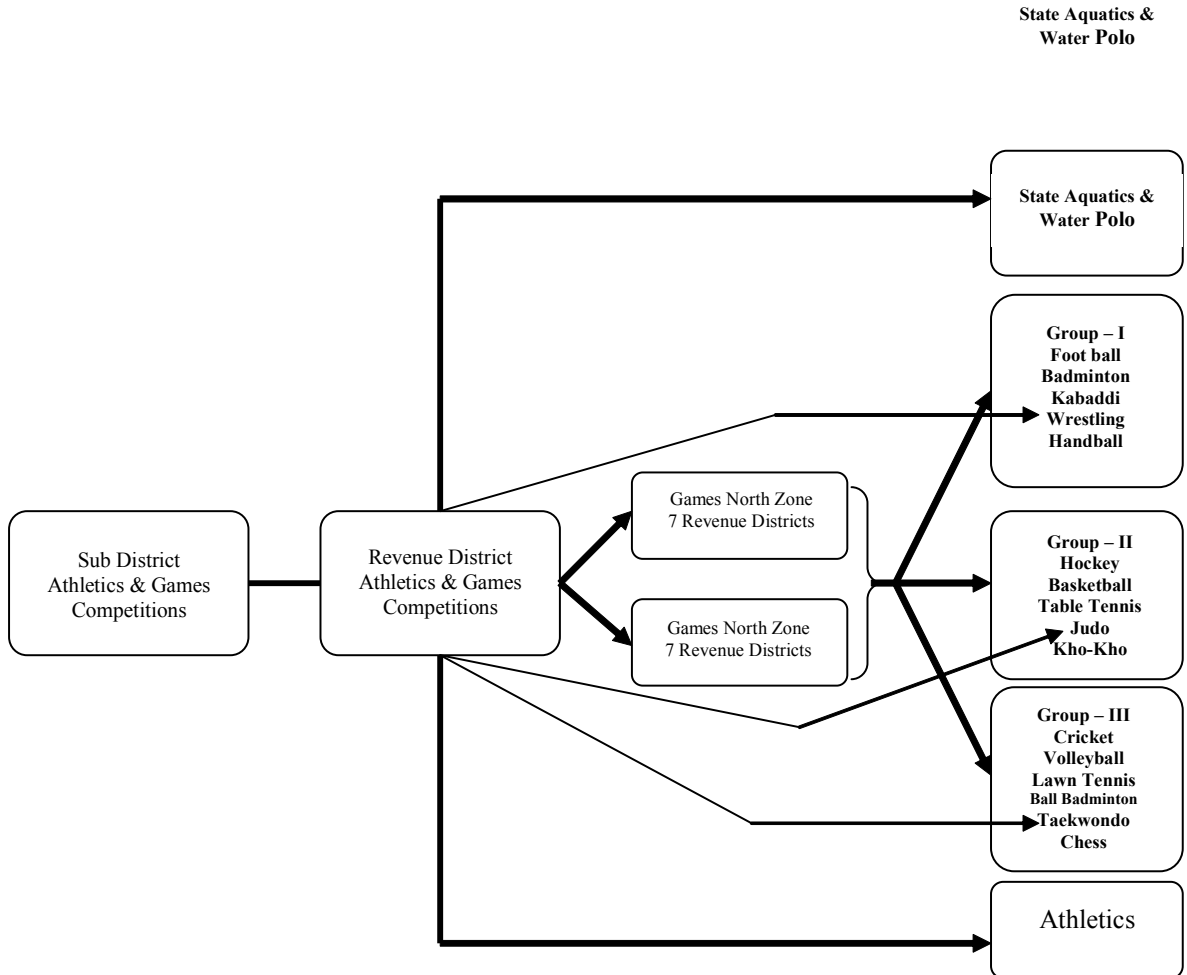 State Aquatics &
Water Polo
State Aquatics &
Water Polo
Group – I
Foot ball
Badminton
Kabaddi
Wrestling
Handball
Games North Zone
7 Revenue Districts
Sub District
Athletics & Games
Competitions
Revenue District
Athletics & Games
Competitions
Games North Zone
7 Revenue Districts
Group – II
Hockey
Basketball
Table Tennis
Judo
Kho-Kho
Group – III
Cricket
Volleyball
Lawn Tennis
Ball Badminton
Taekwondo
Chess
Athletics